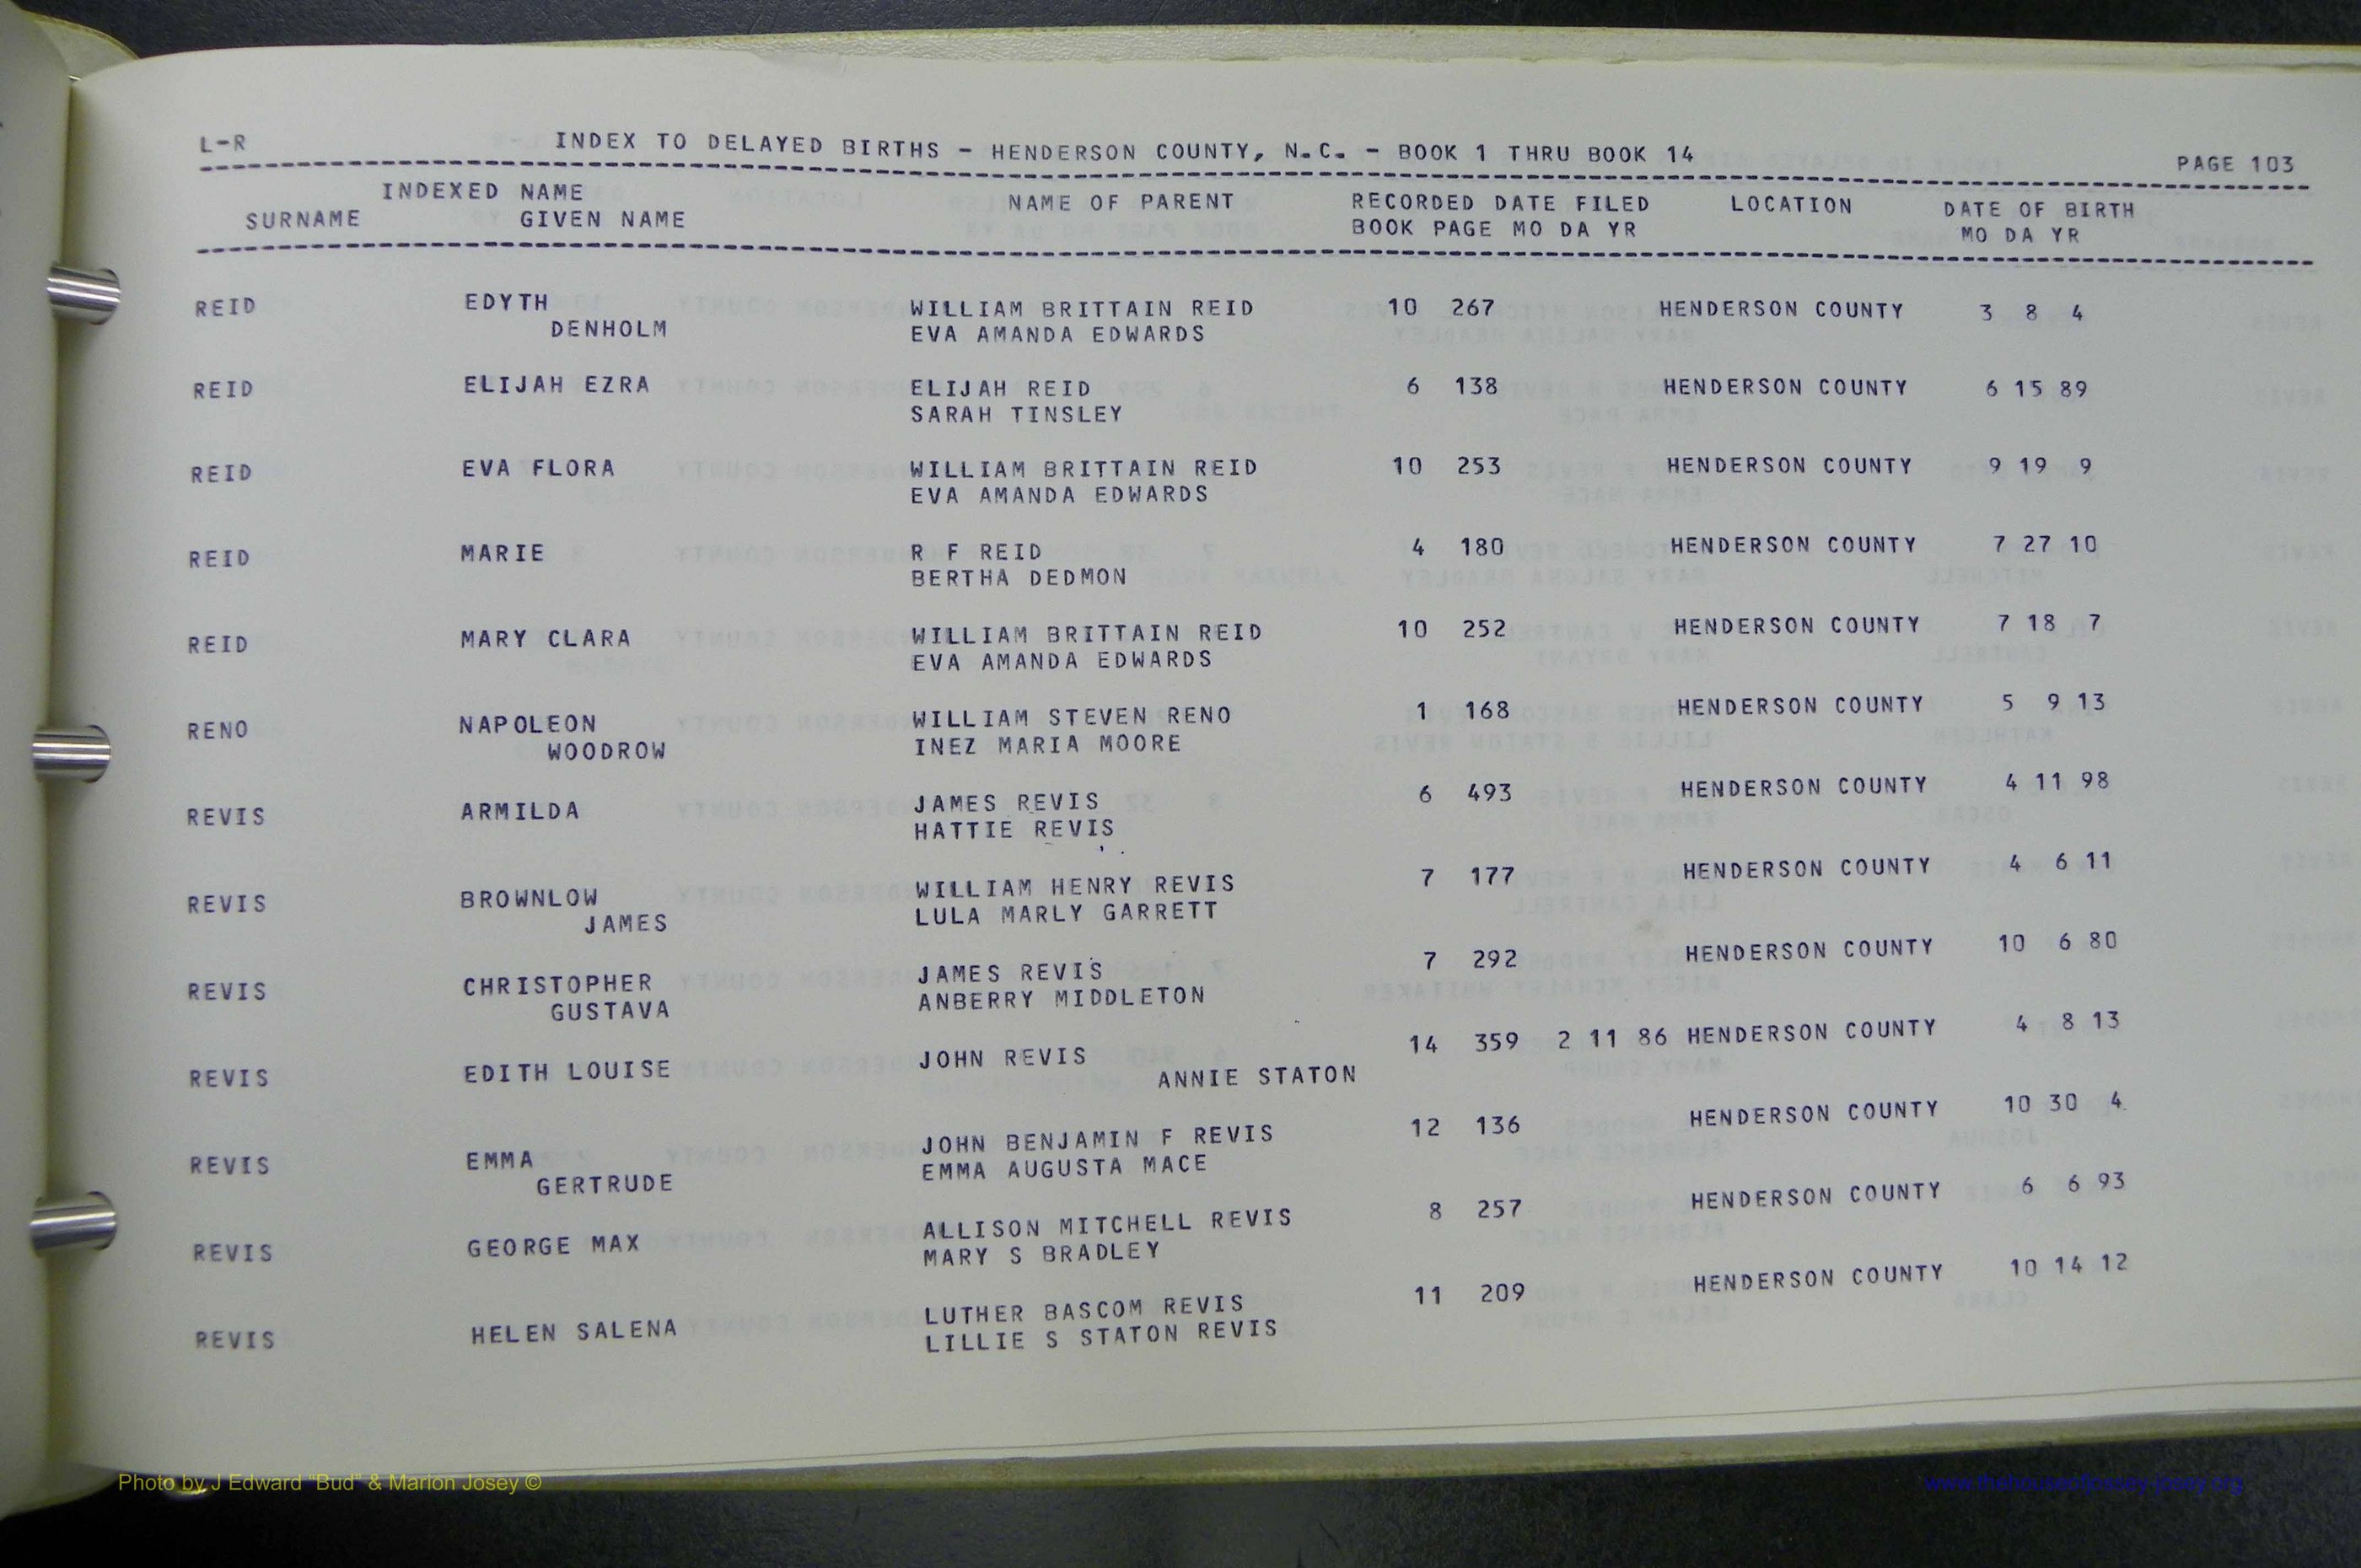 L-R INDEX TO DELAYED BIRTHS - HENDERSON COUNTY, N.C. - BOOK 1 THRU BOOK 14 PAGE 103
INDEXED NAME NAME OF PARENT RECORDED DATE FILED LOCATION DATE OF BIRTH
SURNAME GIVEN NAME BOOK PAGE MO DA YR MO DA YR
REID EDYTH WILLIAM BRITTAIN REID 10 267 HENDERSON COUNTY 3 8 4
DENHOLM EVA AMANDA EDWARDS
REID ELIJAH EZRA ELIJAH REID 6 138 HENDERSON COUNTY 6 15 89
SARAH TINSLEY
REID EVA FLORA WILLIAM BRITTAIN REID 10 253 HENDERSON COUNTY 9 19 9
EVA AMANDA EDWARDS
REID MARIE R F REID 4 180 HENDERSON COUNTY 7 27 10
BERTHA DEDMON
REID MARY CLARA WILLIAM BRITTAIN REID 10 252 HENDERSON COUNTY 7 18 7
EVA AMANDA EDWARDS
RENO NAPOLEON WILLIAM STEVEN RENO 1 168 HENDERSON COUNTY 5 9 13
WOODROW INEZ MARIA MOORE
REVIS ARMILDA JAMES REVIS 6 493 HENDERSON COUNTY 4 11 98
HATTIE REVIS
REVIS BROWNLOW WILLIAM HENRY REVIS 7 177 HENDERSON COUNTY 4 6 11
JAMES LULA MARLY GARRETT
REVIS CHRISTOPHER JAMES REVIS 7 292 HENDERSON COUNTY 10 6 80
GUSTAVA ANBERRY MIDDLETON
REVIS EDITH LOUISE JOHN REVIS 14 359 2 11 86 HENDERSON COUNTY 4 8 13
ANNIE STATON
REVIS EMMA JOHN BENJAMIN F REVIS 12 136 HENDERSON COUNTY 10 30 4
GERTRUDE EMMA AUGUSTA MACE
REVIS GEORGE MAX ALLISON MITCHELL REVIS 8 257 HENDERSON COUNTY 6 6 93
MARY S BRADLEY
REVIS HELEN SALENA LUTHER BASCOM REVIS 11 209 HENDERSON COUNTY 10 14 12
LILLIE S STATON REVIS
Photo by J Edward "Bud" & Marion Josey ©